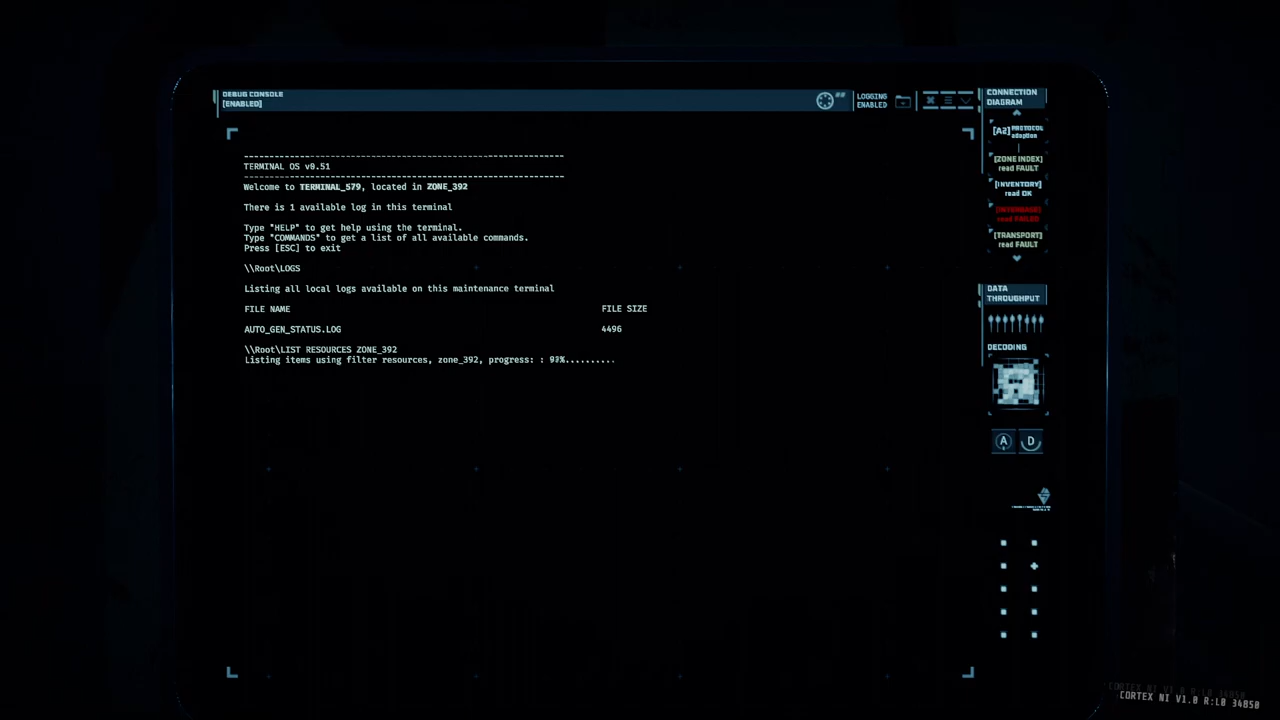 DEBUG CONSOLE
[ENABLED]
LOGGING
ENABLED
------------------------------------------------------------
TERMINAL OS v0.51
------------------------------------------------------------
Welcome to TERMINAL_579, located in ZONE_392
There is 1 available log in this terminal
Type "HELP" to get help using the terminal.
Type "COMMANDS" to get a list of all available commands.
Press [ESC] to exit
\\Root\LOGS
Listing all local logs available on this maintenance terminal
FILE NAME FILE SIZE
AUTO_GEN_STATUS.LOG 4496
\\Root\LIST RESOURCES ZONE_392
Listing items using filter resources, zone_392, progress: :
CONNECTION
DIAGRAM
[A2] PROTOCOL
adaption
[ZONE INDEX]
read FAULT
[INVENTORY]
read OK
read FAILED
[TRANSPORT]
read FAULT
DATA
THROUGHPUT
DECODING
A D
CORTEX NI V1.0 R:L0 34850